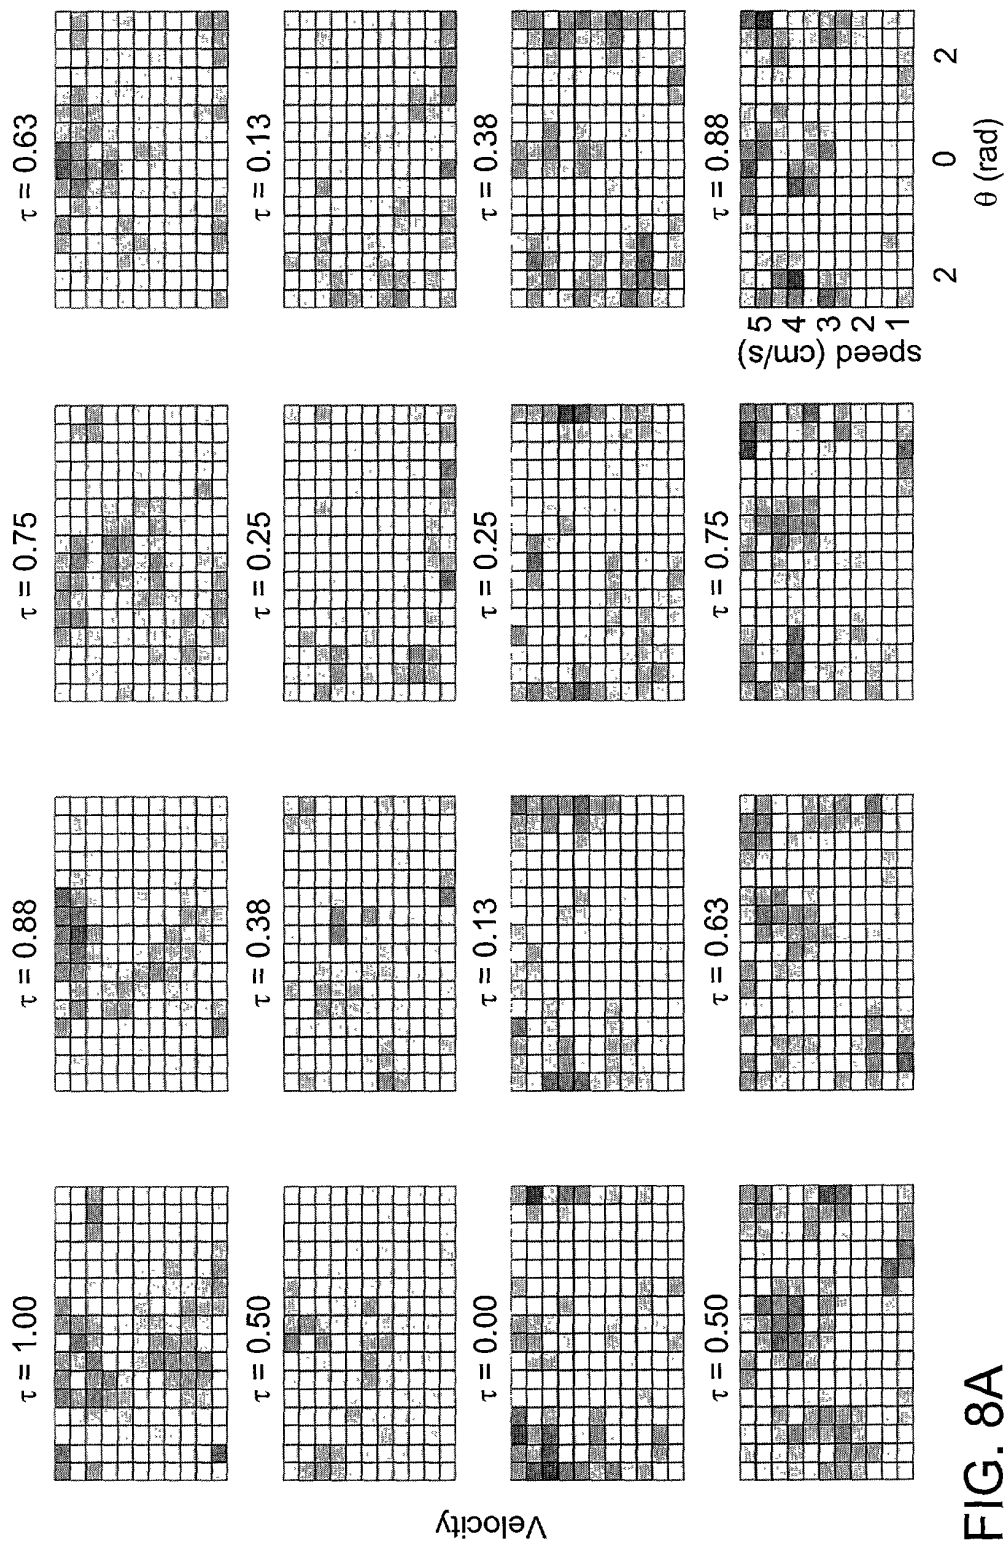 τ = 1.00 τ = 0.88 τ = 0.75 τ = 0.63
τ = 0.50 τ = 0.38 τ = 0.25 τ = 0.13
Velocity
τ = 0.00 τ = 0.13 τ = 0.25 τ = 0.38
τ = 0.50 τ = 0.63 τ = 0.75 τ = 0.88
speed (cm/s)
5
4
3
2
1
2 0 2
θ (rad)
FIG. 8A